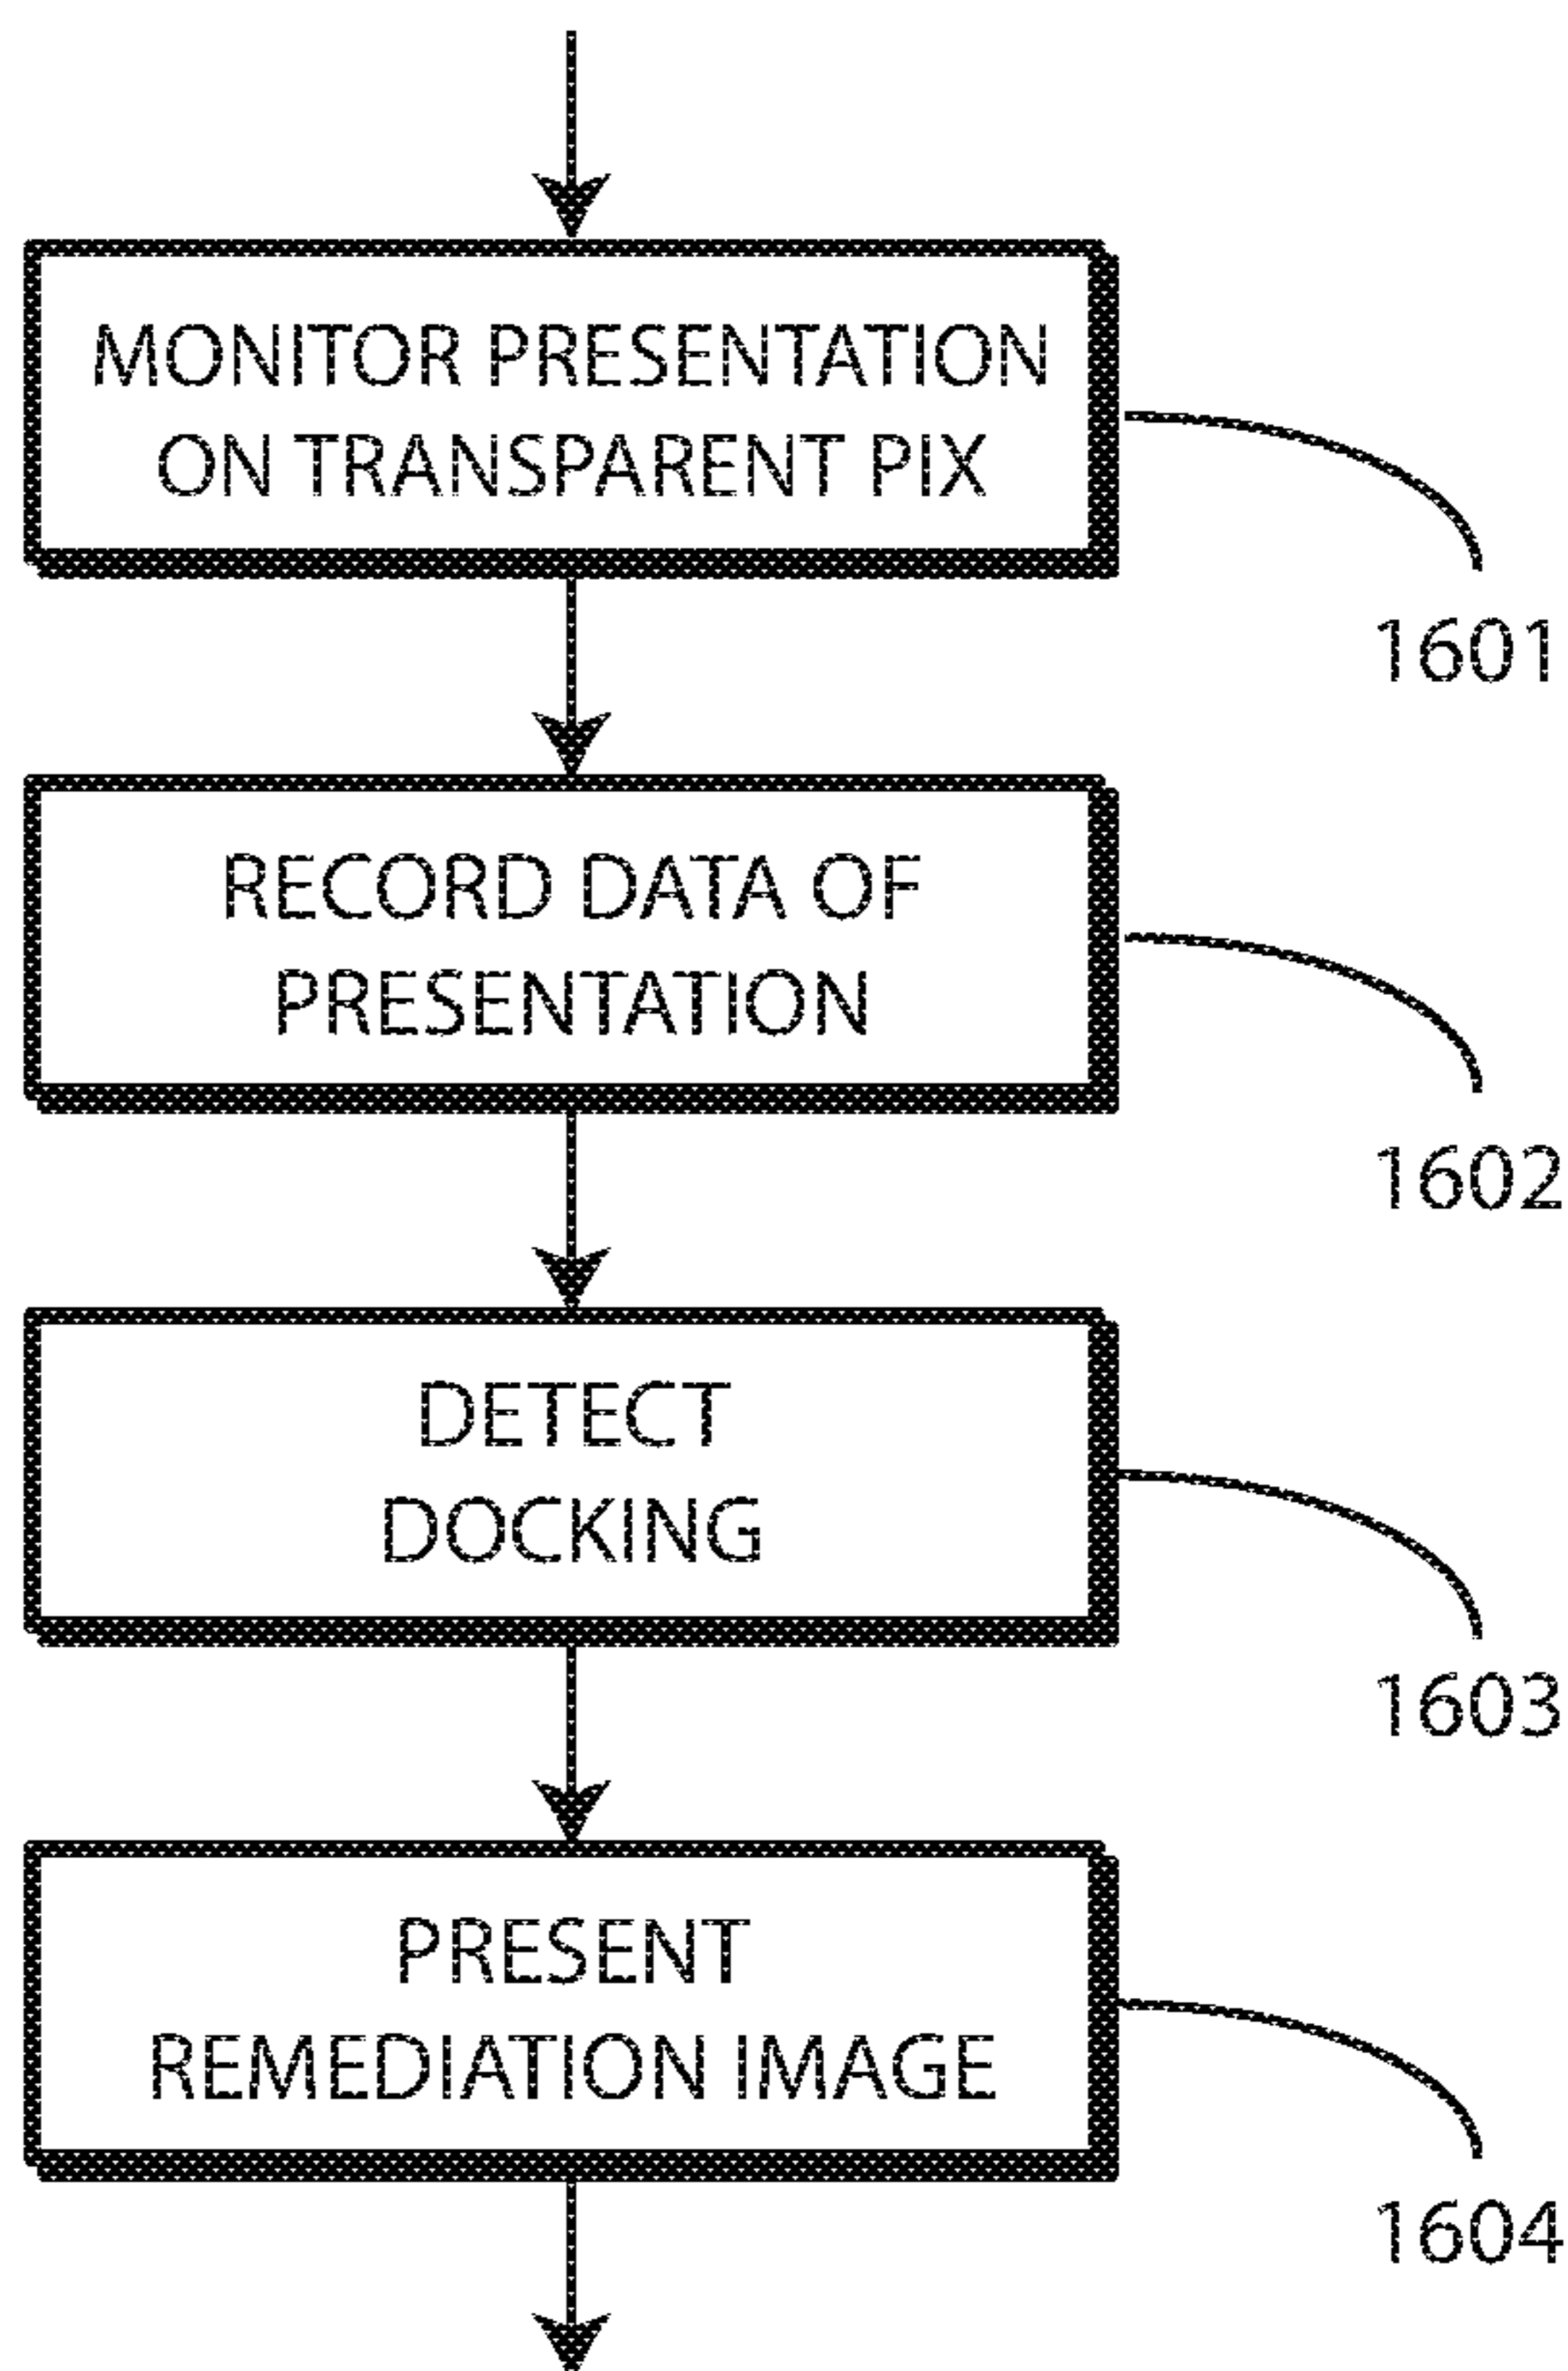 MONITOR PRESENTATION
ON TRANSPARENT PIX
1601
RECORD DATA OF
PRESENTATION
1602
DETECT
DOCKING
1603
PRESENT
REMEDIATION IMAGE
1604